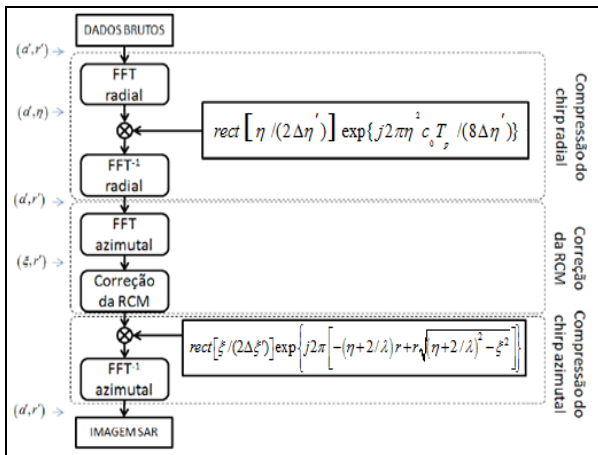 DADOS BRUTOS
(a',r')
FFT
radial
(a',η)
rect [η/(2Δη')] exp{j2πη²c₀Tₚ/(8Δη')}
FFT⁻¹
radial
Compressão do
chirp radial
(a',r')
FFT
azimutal
(ξ,r')
Correção
da RCM
Correção
da RCM
rect[ξ/(2Δξ')]exp{j2π[-(η+2/λ)r+r√((η+2/λ)²-ξ²)]}
FFT⁻¹
azimutal
Compressão do
chirp azimutal
(a',r')
IMAGEM SAR